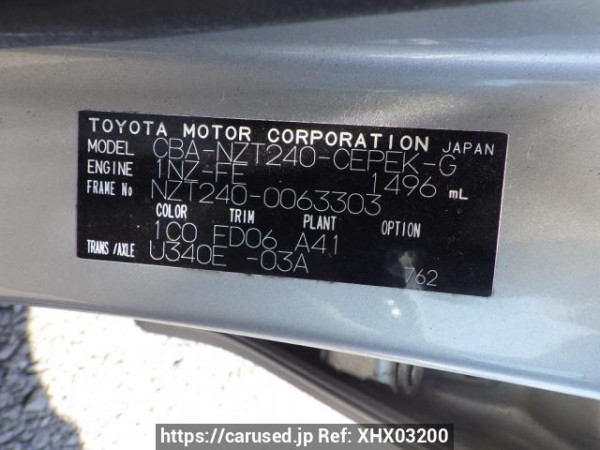 TOYOTA MOTOR CORPORATION JAPAN
MODEL CBA-NZT240-CEPEK-G
ENGINE 1NZ-FE 1496 mL
FRAME No NZT240-0063303
COLOR TRIM PLANT OPTION
1C0 FD06 A41
TRANS/AXLE U340E -03A 762
https://carused.jp Ref: XHX03200